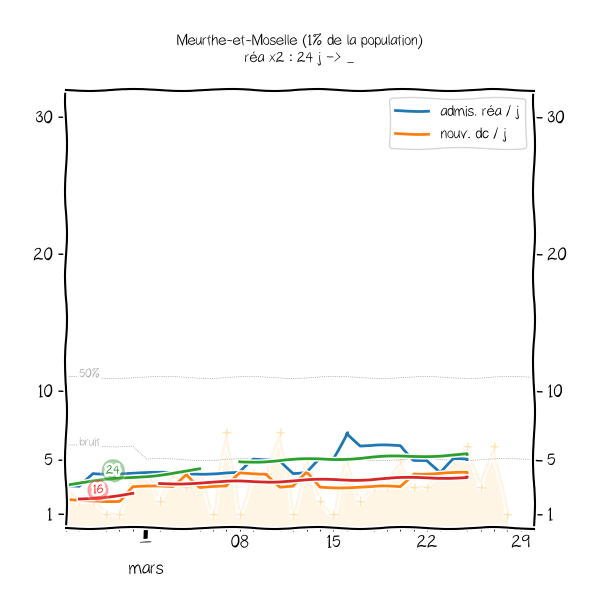 Meurthe-et-Moselle (1% de la population)
réa x2 : 24 j -> _
admis. réa / j
nouv. dc / j
30
30
20
20
50%
10
10
bruit
5
5
24
16
1
1
08
15
22
29
mars